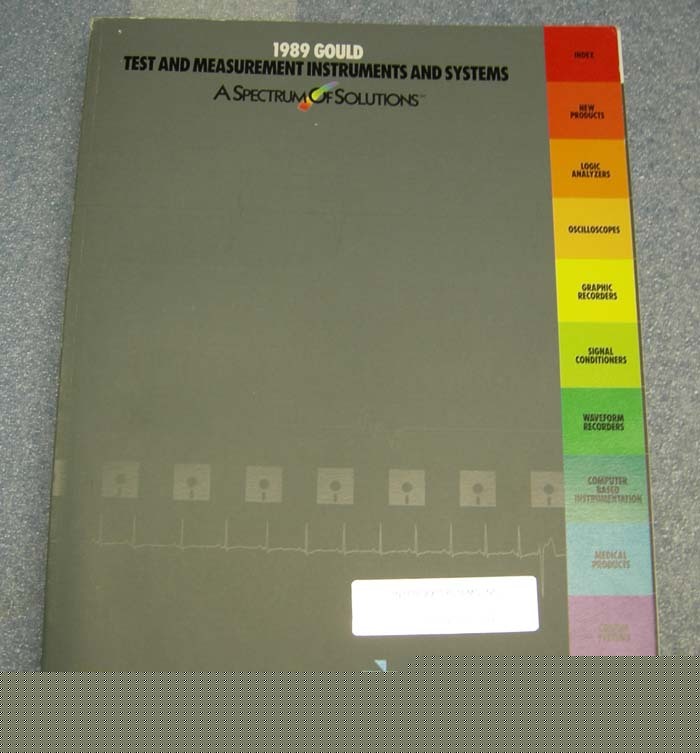 1989 GOULD
TEST AND MEASUREMENT INSTRUMENTS AND SYSTEMS
A SPECTRUM OF SOLUTIONS℠
INDEX
NEW
PRODUCTS
LOGIC
ANALYZERS
OSCILLOSCOPES
GRAPHIC
RECORDERS
SIGNAL
CONDITIONERS
WAVEFORM
RECORDERS
COMPUTER
BASED
INSTRUMENTATION
MEDICAL
PRODUCTS